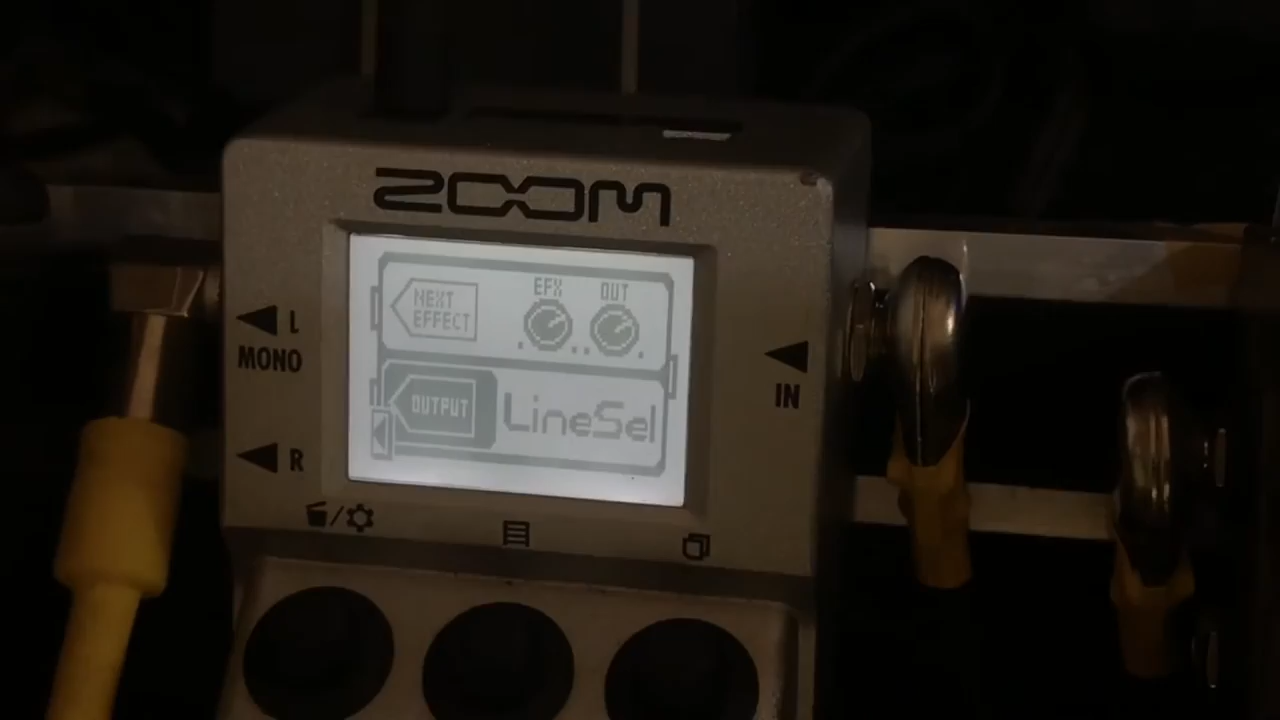 ZOOM
NEXT
EFFECT
EFX
OUT
OUTPUT
LineSel
L
MONO
R
IN